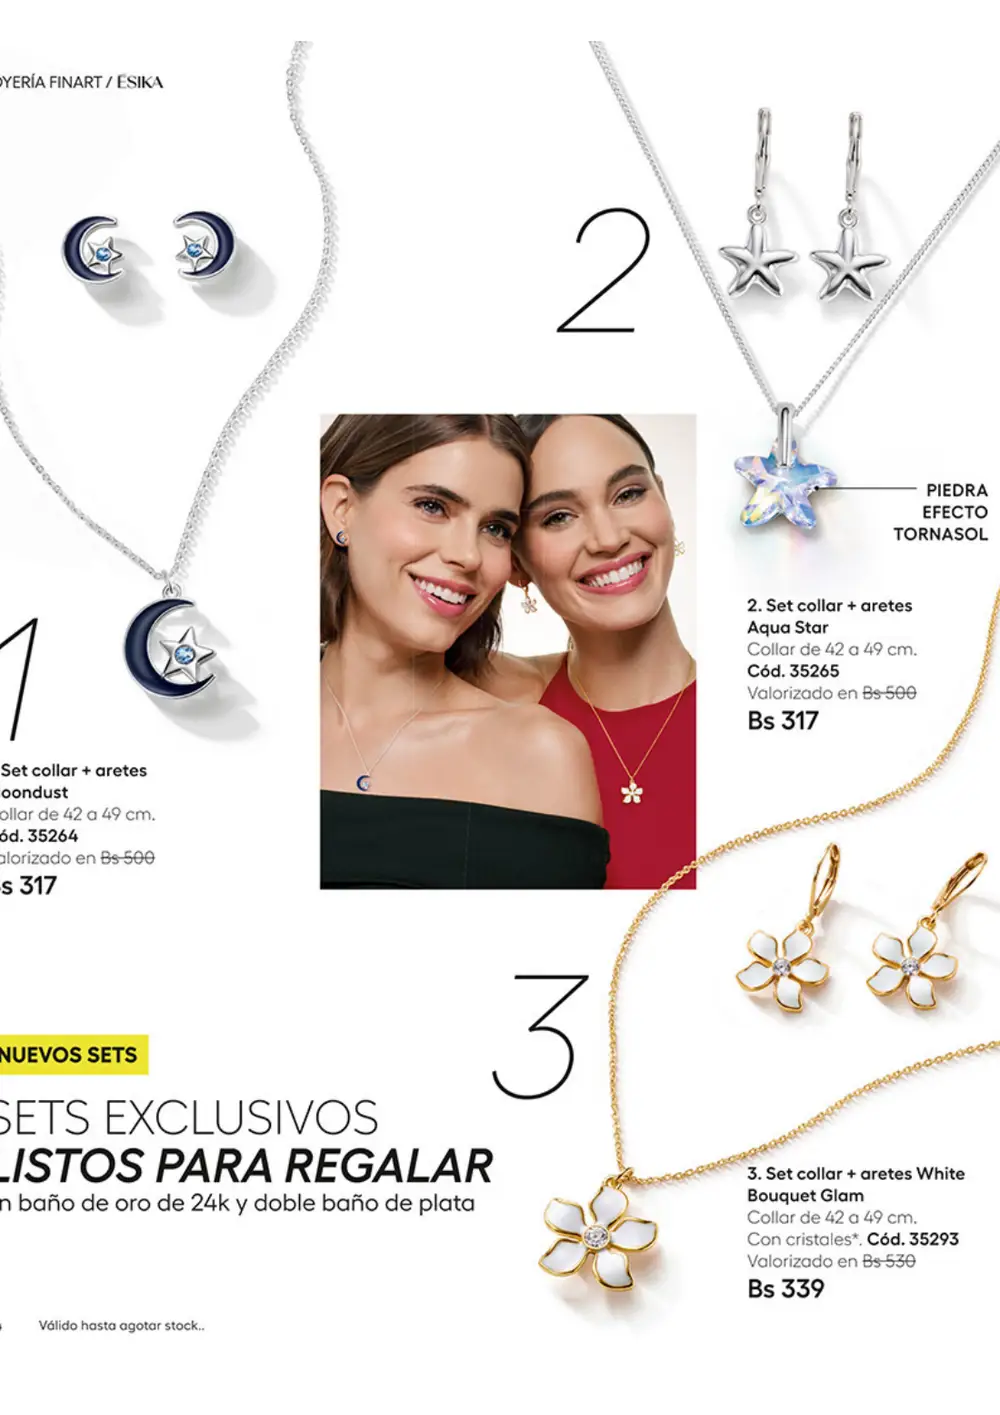 OYERÍA FINART / ÉSIKA
2
PIEDRA
EFECTO
TORNASOL
2. Set collar + aretes
Aqua Star
Collar de 42 a 49 cm.
Cód. 35265
Valorizado en Bs 500
Bs 317
1
Set collar + aretes
oondust
ollar de 42 a 49 cm.
ód. 35264
alorizado en Bs 500
s 317
3
NUEVOS SETS
SETS EXCLUSIVOS
LISTOS PARA REGALAR
n baño de oro de 24k y doble baño de plata
3. Set collar + aretes White
Bouquet Glam
Collar de 42 a 49 cm.
Con cristales*. Cód. 35293
Valorizado en Bs 530
Bs 339
Válido hasta agotar stock..